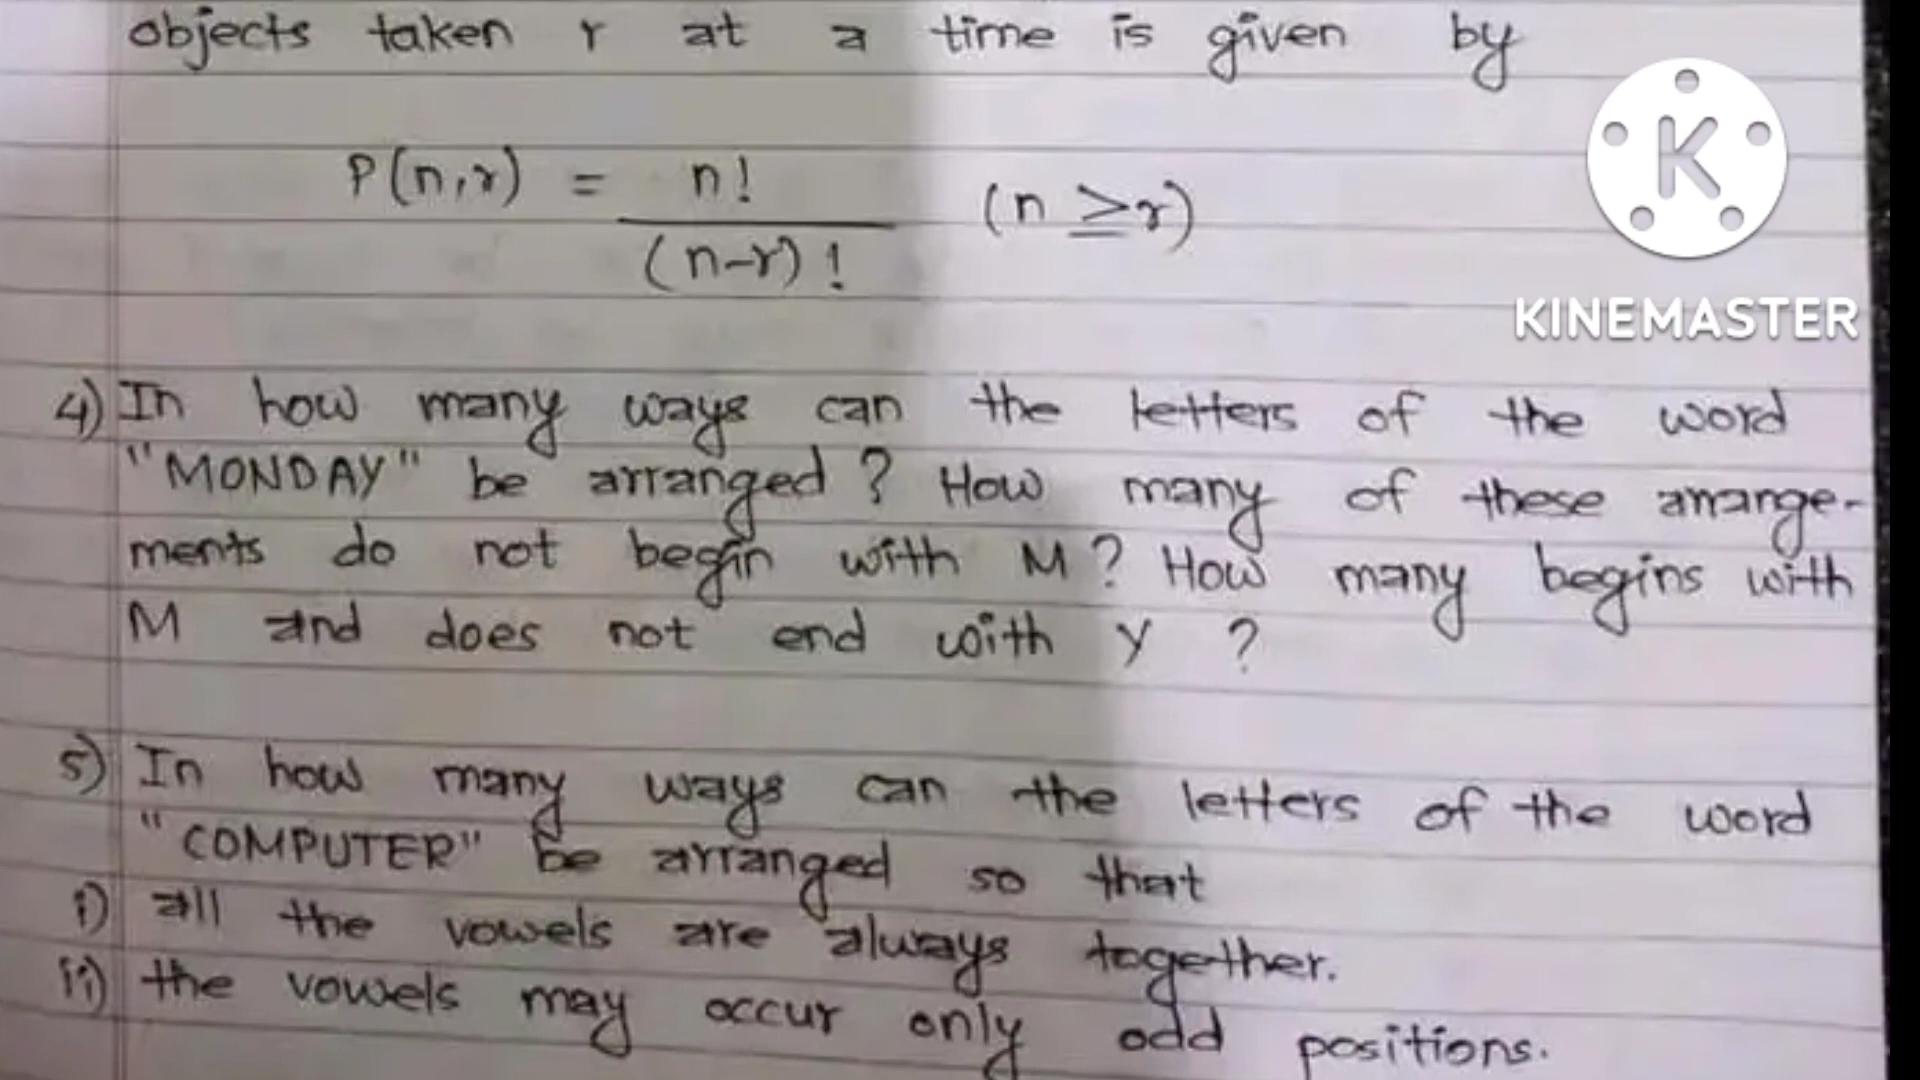 objects taken r at a time is given by
P(n,r) = n! / (n-r)! (n ≥ r)
KINEMASTER
4) In how many ways can the letters of the word
"MONDAY" be arranged ? How many of these arrange-
ments do not begin with M ? How many begins with
M and does not end with Y ?
5) In how many ways can the letters of the word
"COMPUTER" be arranged so that
i) all the vowels are always together.
ii) the vowels may occur only odd positions.